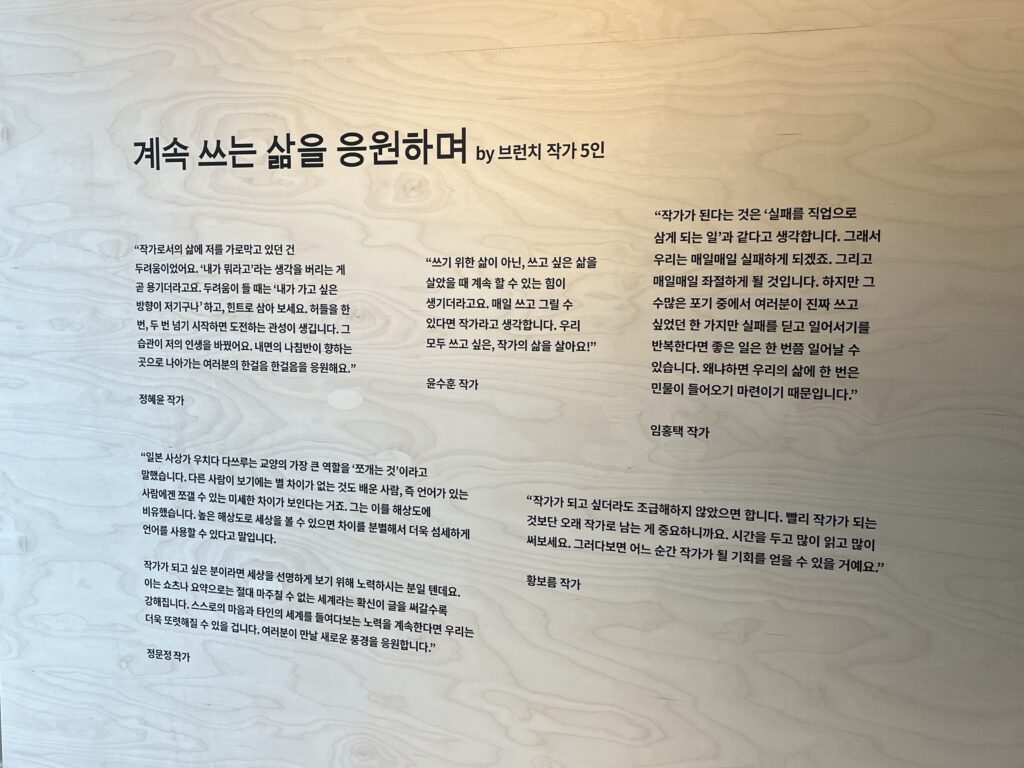 계속 쓰는 삶을 응원하며 by 브런치 작가 5인
“작가로서의 삶에 저를 가로막고 있던 건
두려움이었어요. ‘내가 뭐라고’라는 생각을 버리는 게
곧 용기더라고요. 두려움이 들 때는 ‘내가 가고 싶은
방향이 저기구나’ 하고, 힌트로 삼아 보세요. 허들을 한
번, 두 번 넘기 시작하면 도전하는 관성이 생깁니다. 그
습관이 저의 인생을 바꿨어요. 내면의 나침반이 향하는
곳으로 나아가는 여러분의 한걸음 한걸음을 응원해요.”
정혜윤 작가
“쓰기 위한 삶이 아닌, 쓰고 싶은 삶을
살았을 때 계속 할 수 있는 힘이
생기더라고요. 매일 쓰고 그릴 수
있다면 작가라고 생각합니다. 우리
모두 쓰고 싶은, 작가의 삶을 살아요!”
윤수훈 작가
“작가가 된다는 것은 ‘실패를 직업으로
삼게 되는 일’과 같다고 생각합니다. 그래서
우리는 매일매일 실패하게 되겠죠. 그리고
매일매일 좌절하게 될 것입니다. 하지만 그
수많은 포기 중에서 여러분이 진짜 쓰고
싶었던 한 가지만 실패를 딛고 일어서기를
반복한다면 좋은 일은 한 번쯤 일어날 수
있습니다. 왜냐하면 우리의 삶에 한 번은
민물이 들어오기 마련이기 때문입니다.”
임홍택 작가
“일본 사상가 우치다 다쓰루는 교양의 가장 큰 역할을 ‘쪼개는 것’이라고
말했습니다. 다른 사람이 보기에는 별 차이가 없는 것도 배운 사람, 즉 언어가 있는
사람에겐 쪼갤 수 있는 미세한 차이가 보인다는 거죠. 그는 이를 해상도에
비유했습니다. 높은 해상도로 세상을 볼 수 있으면 차이를 분별해서 더욱 섬세하게
언어를 사용할 수 있다고 말입니다.
작가가 되고 싶은 분이라면 세상을 선명하게 보기 위해 노력하시는 분일 텐데요.
이는 쇼츠나 요약으로는 절대 마주칠 수 없는 세계라는 확신이 글을 써갈수록
강해집니다. 스스로의 마음과 타인의 세계를 들여다보는 노력을 계속한다면 우리는
더욱 또렷해질 수 있을 겁니다. 여러분이 만날 새로운 풍경을 응원합니다.”
정문정 작가
“작가가 되고 싶더라도 조급해하지 않았으면 합니다. 빨리 작가가 되는
것보단 오래 작가로 남는 게 중요하니까요. 시간을 두고 많이 읽고 많이
써보세요. 그러다보면 어느 순간 작가가 될 기회를 얻을 수 있을 거예요.”
황보름 작가